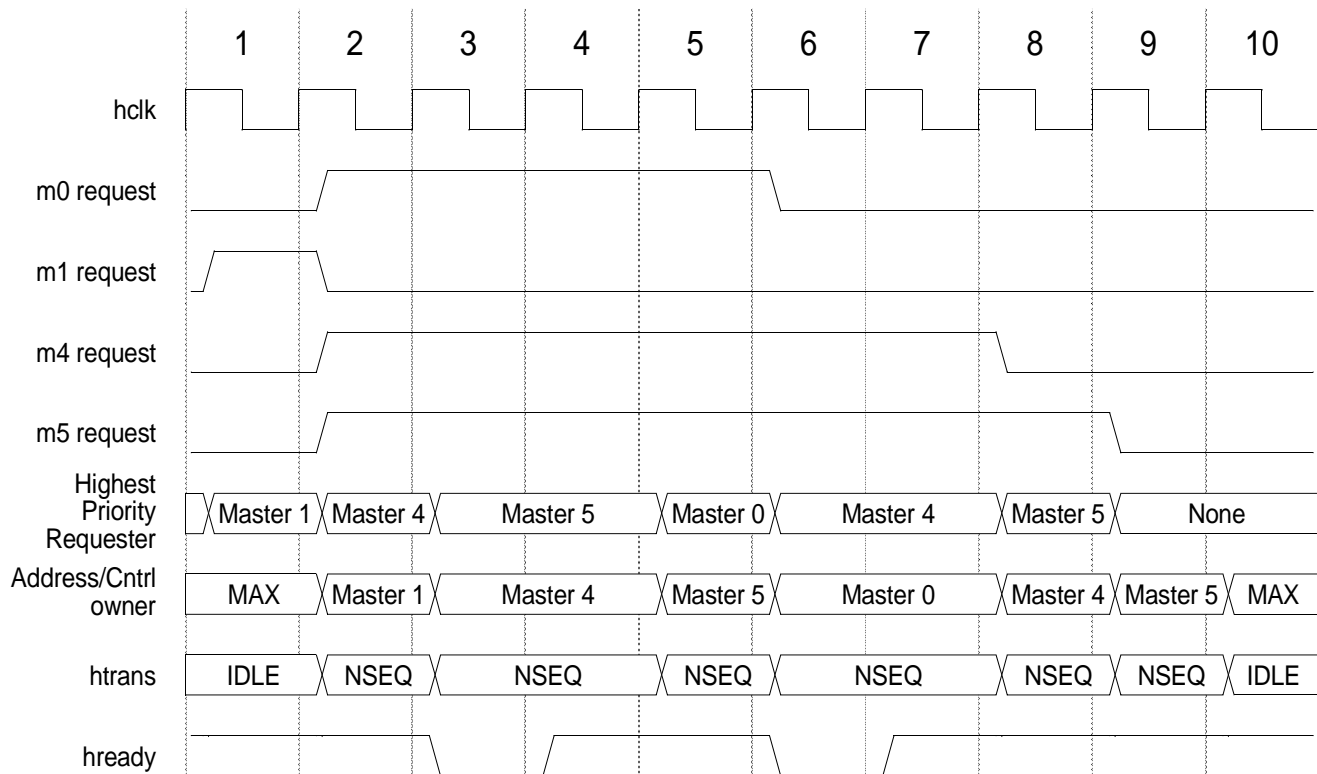 1 2 3 4 5 6 7 8 9 10
hclk
m0 request
m1 request
m4 request
m5 request
Highest
Priority
Requester
Master 1 Master 4 Master 5 Master 0 Master 4 Master 5 None
Address/Cntrl
owner
MAX Master 1 Master 4 Master 5 Master 0 Master 4 Master 5 MAX
htrans IDLE NSEQ NSEQ NSEQ NSEQ NSEQ NSEQ IDLE
hready